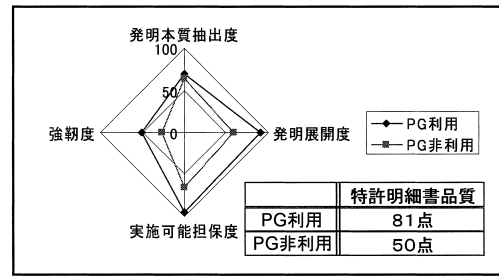 発明本質抽出度
100
50
0
強靭度
発明展開度
実施可能担保度
PG利用
PG非利用
特許明細書品質
PG利用 81点
PG非利用 50点